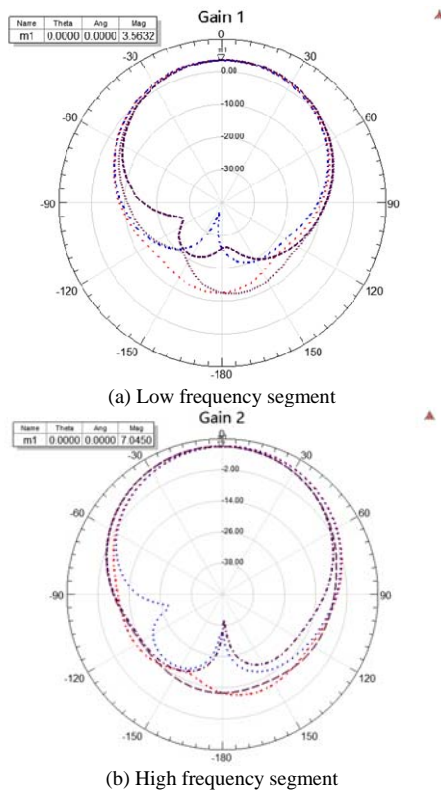 Gain 1
Name Theta Ang Mag
m1 0.0000 0.0000 3.5632
0
-30 30
0.00
-60 60
-10.00
-20.00
-30.00
-90 90
-120 120
-150 150
-180
(a) Low frequency segment
Gain 2
Name Theta Ang Mag
m1 0.0000 0.0000 7.0450
0
-30 30
-2.00
-60 60
-14.00
-26.00
-38.00
-90 90
-120 120
-150 150
-180
(b) High frequency segment